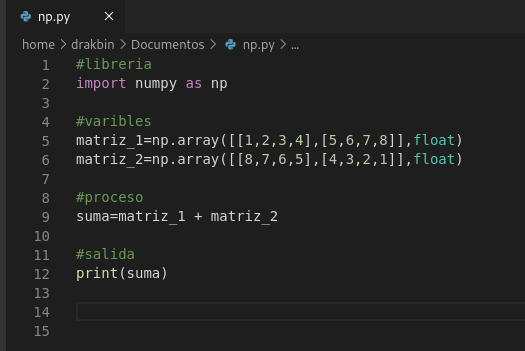 np.py ×
home > drakbin > Documentos > np.py > ...
1 #libreria
2 import numpy as np
3
4 #varibles
5 matriz_1=np.array([[1,2,3,4],[5,6,7,8]],float)
6 matriz_2=np.array([[8,7,6,5],[4,3,2,1]],float)
7
8 #proceso
9 suma=matriz_1 + matriz_2
10
11 #salida
12 print(suma)
13
14
15